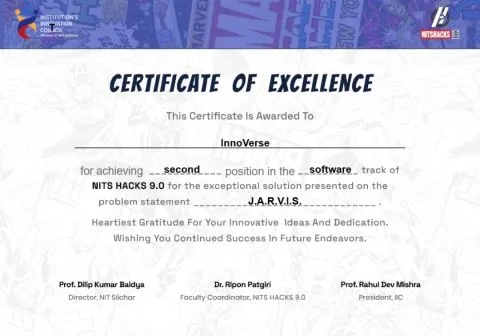 INSTITUTION'S
INNOVATION
COUNCIL
NITSHACKS 9.0
CERTIFICATE OF EXCELLENCE
This Certificate Is Awarded To
InnoVerse
for achieving second position in the software track of
NITS HACKS 9.0 for the exceptional solution presented on the
problem statement J.A.R.V.I.S. .
Heartiest Gratitude For Your Innovative Ideas And Dedication.
Wishing You Continued Success In Future Endeavors.
Prof. Dilip Kumar Baidya Dr. Ripon Patgiri Prof. Rahul Dev Mishra
Director, NIT Silchar Faculty Coordinator, NITS HACKS 9.0 President, IIC